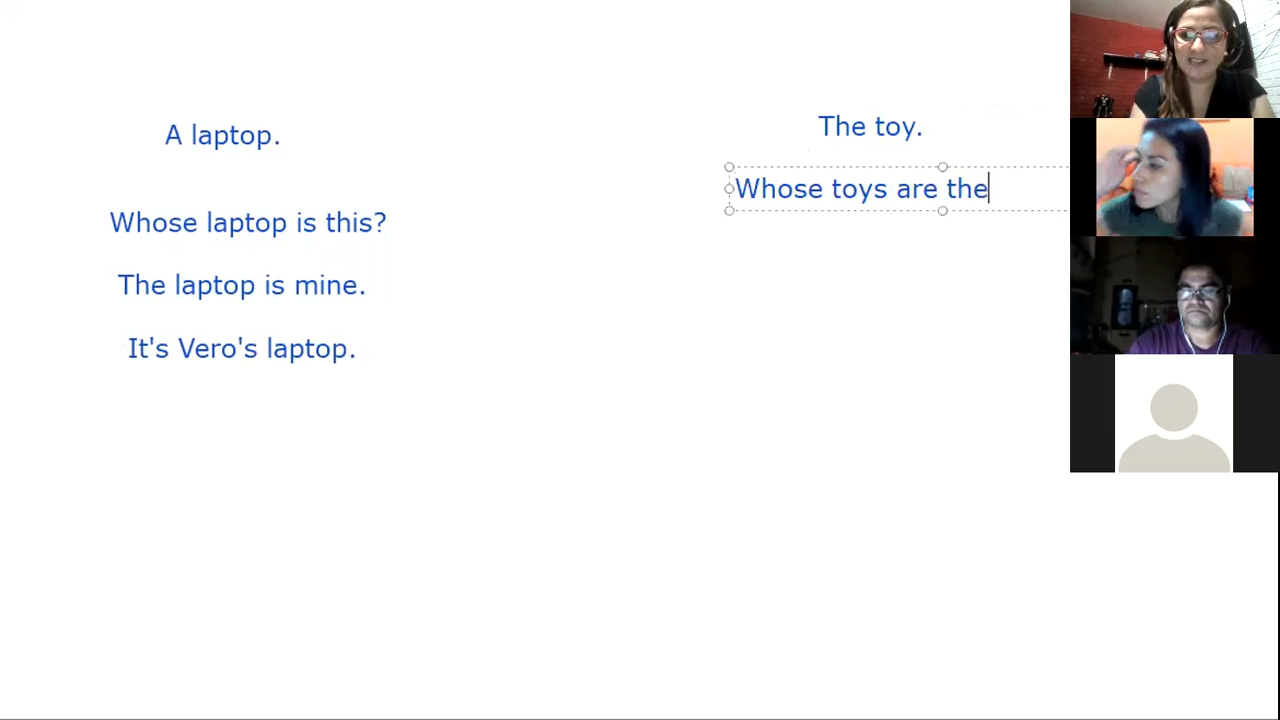 A laptop.
Whose laptop is this?
The laptop is mine.
It's Vero's laptop.
The toy.
Whose toys are the